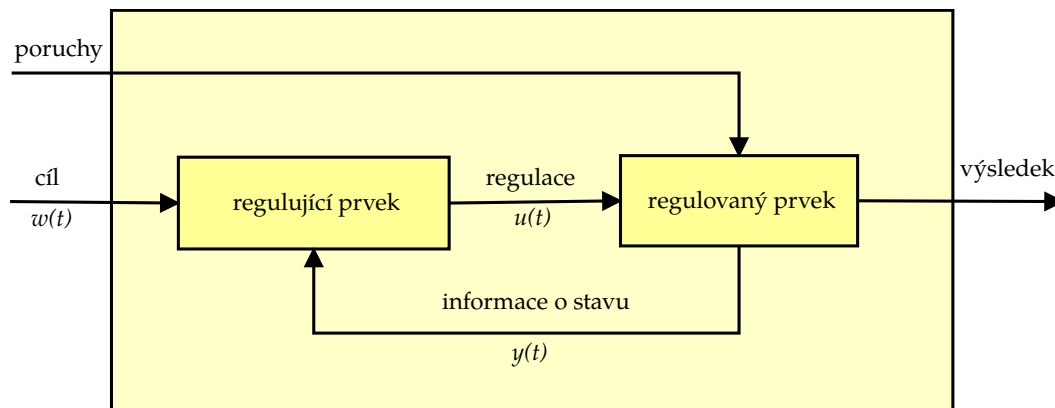 poruchy
cíl
w(t)
regulující prvek
regulace
u(t)
regulovaný prvek
výsledek
informace o stavu
y(t)